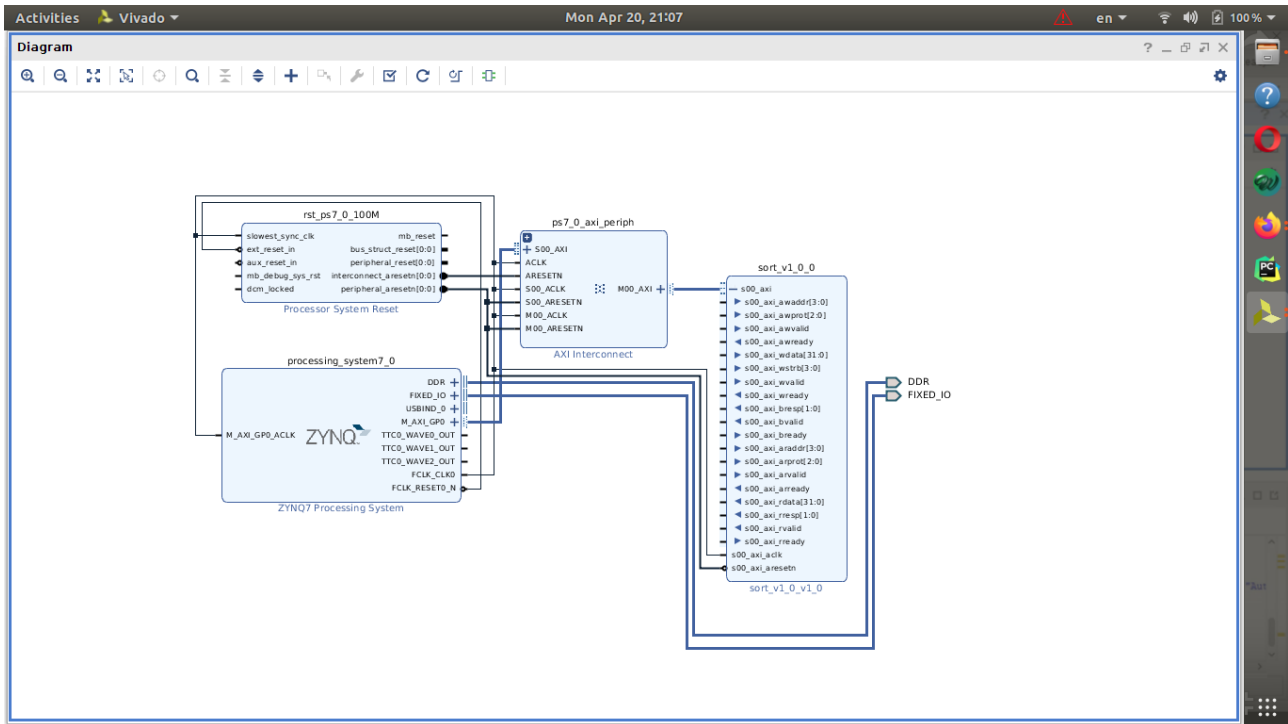 Activities
Vivado
Mon Apr 20, 21:07
en
100 %
Diagram
rst_ps7_0_100M
slowest_sync_clk
mb_reset
ext_reset_in
bus_struct_reset[0:0]
aux_reset_in
peripheral_reset[0:0]
mb_debug_sys_rst
interconnect_aresetn[0:0]
dcm_locked
peripheral_aresetn[0:0]
Processor System Reset
ps7_0_axi_periph
S00_AXI
ACLK
ARESETN
S00_ACLK
M00_AXI
S00_ARESETN
M00_ACLK
M00_ARESETN
AXI Interconnect
processing_system7_0
DDR
FIXED_IO
USBIND_0
M_AXI_GP0
M_AXI_GP0_ACLK
ZYNQ
TTC0_WAVE0_OUT
TTC0_WAVE1_OUT
TTC0_WAVE2_OUT
FCLK_CLK0
FCLK_RESET0_N
ZYNQ7 Processing System
sort_v1_0_0
s00_axi
s00_axi_awaddr[3:0]
s00_axi_awprot[2:0]
s00_axi_awvalid
s00_axi_awready
s00_axi_wdata[31:0]
s00_axi_wstrb[3:0]
s00_axi_wvalid
s00_axi_wready
s00_axi_bresp[1:0]
s00_axi_bvalid
s00_axi_bready
s00_axi_araddr[3:0]
s00_axi_arprot[2:0]
s00_axi_arvalid
s00_axi_arready
s00_axi_rdata[31:0]
s00_axi_rresp[1:0]
s00_axi_rvalid
s00_axi_rready
s00_axi_aclk
s00_axi_aresetn
sort_v1_0_v1_0
DDR
FIXED_IO
PC
"Aut